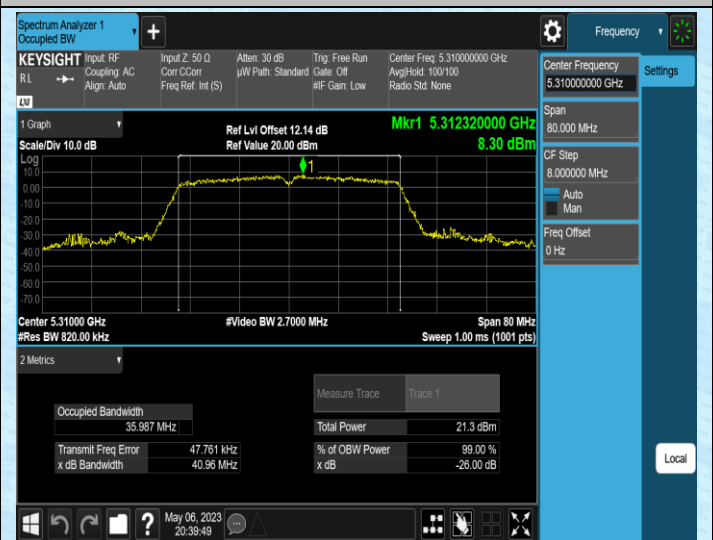 Spectrum Analyzer 1
Occupied BW
+
Frequency
KEYSIGHT
RL
LXI
Input: RF
Coupling: AC
Align: Auto
Input Z: 50 Ω
Corr CCorr
Freq Ref: Int (S)
Atten: 30 dB
µW Path: Standard
Trig: Free Run
Gate: Off
#IF Gain: Low
Center Freq: 5.310000000 GHz
Avg|Hold: 100/100
Radio Std: None
Center Frequency
5.310000000 GHz
Settings
Span
80.000 MHz
CF Step
8.000000 MHz
Auto
Man
Freq Offset
0 Hz
1 Graph
Scale/Div 10.0 dB
Ref Lvl Offset 12.14 dB
Ref Value 20.00 dBm
Mkr1 5.312320000 GHz
8.30 dBm
Log
10.0
0.00
-10.0
-20.0
-30.0
-40.0
-50.0
-60.0
-70.0
1
Center 5.31000 GHz
#Video BW 2.7000 MHz
Span 80 MHz
#Res BW 820.00 kHz
Sweep 1.00 ms (1001 pts)
2 Metrics
Measure Trace
Trace 1
Occupied Bandwidth
35.987 MHz
Total Power
21.3 dBm
Transmit Freq Error
47.761 kHz
% of OBW Power
99.00 %
x dB Bandwidth
40.96 MHz
x dB
-26.00 dB
Local
?
May 06, 2023
20:39:49